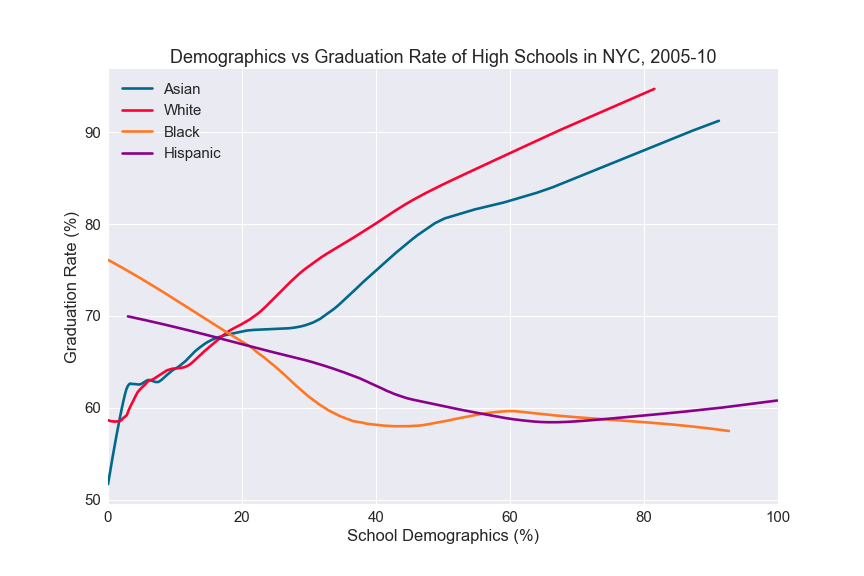 Demographics vs Graduation Rate of High Schools in NYC, 2005-10
Asian
White
Black
Hispanic
Graduation Rate (%)
90
80
70
60
50
0 20 40 60 80 100
School Demographics (%)